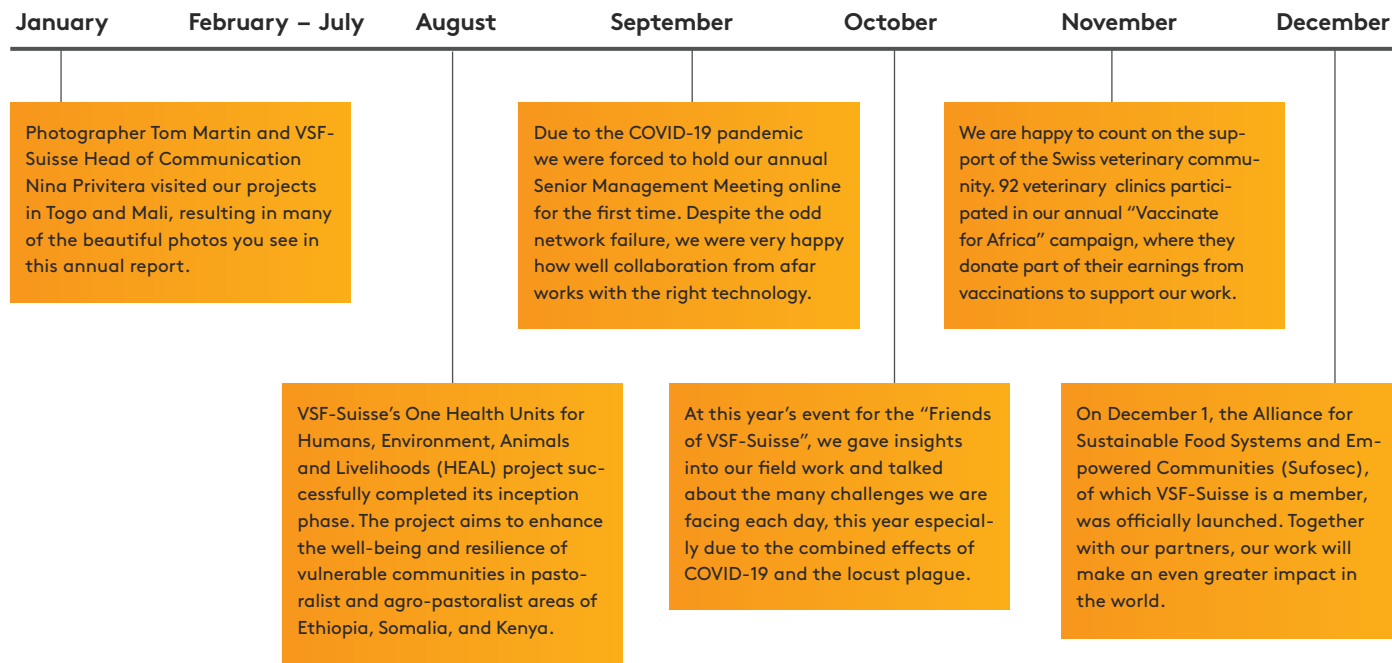 January February – July August September October November December
Photographer Tom Martin and VSF-
Suisse Head of Communication
Nina Privitera visited our projects
in Togo and Mali, resulting in many
of the beautiful photos you see in
this annual report.
VSF-Suisse's One Health Units for
Humans, Environment, Animals
and Livelihoods (HEAL) project suc-
cessfully completed its inception
phase. The project aims to enhance
the well-being and resilience of
vulnerable communities in pasto-
ralist and agro-pastoralist areas of
Ethiopia, Somalia, and Kenya.
Due to the COVID-19 pandemic
we were forced to hold our annual
Senior Management Meeting online
for the first time. Despite the odd
network failure, we were very happy
how well collaboration from afar
works with the right technology.
At this year's event for the "Friends
of VSF-Suisse", we gave insights
into our field work and talked
about the many challenges we are
facing each day, this year especial-
ly due to the combined effects of
COVID-19 and the locust plague.
We are happy to count on the sup-
port of the Swiss veterinary commu-
nity. 92 veterinary clinics partici-
pated in our annual "Vaccinate
for Africa" campaign, where they
donate part of their earnings from
vaccinations to support our work.
On December 1, the Alliance for
Sustainable Food Systems and Em-
powered Communities (Sufosec),
of which VSF-Suisse is a member,
was officially launched. Together
with our partners, our work will
make an even greater impact in
the world.